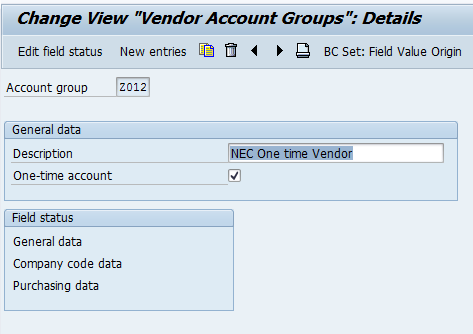 Change View "Vendor Account Groups": Details
Edit field status New entries BC Set: Field Value Origin
Account group Z012
General data
Description NEC One time Vendor
One-time account
Field status
General data
Company code data
Purchasing data